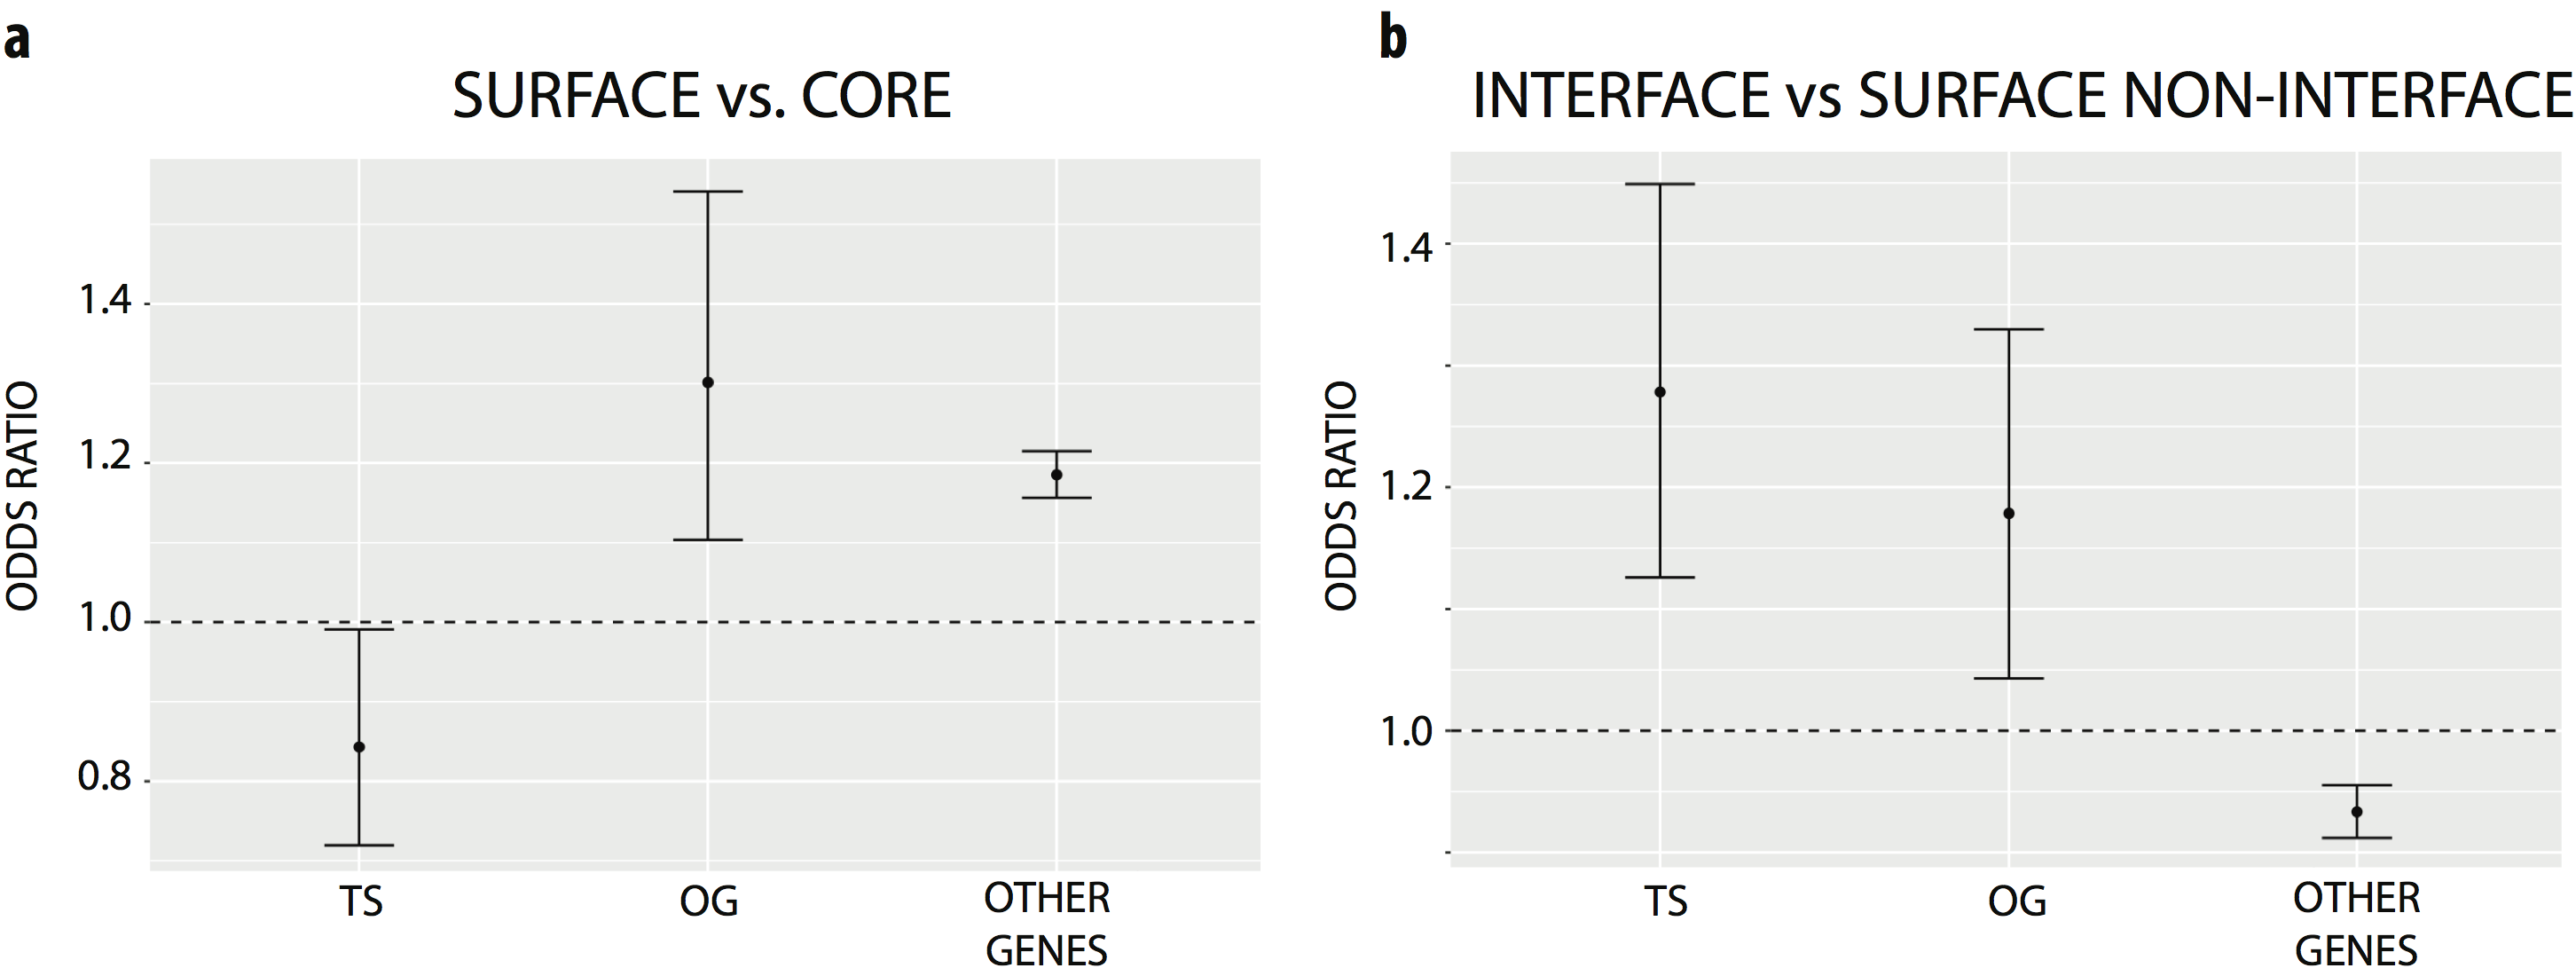 a
SURFACE vs. CORE
ODDS RATIO
1.4
1.2
1.0
0.8
TS
OG
OTHER
GENES
b
INTERFACE vs SURFACE NON-INTERFACE
ODDS RATIO
1.4
1.2
1.0
TS
OG
OTHER
GENES